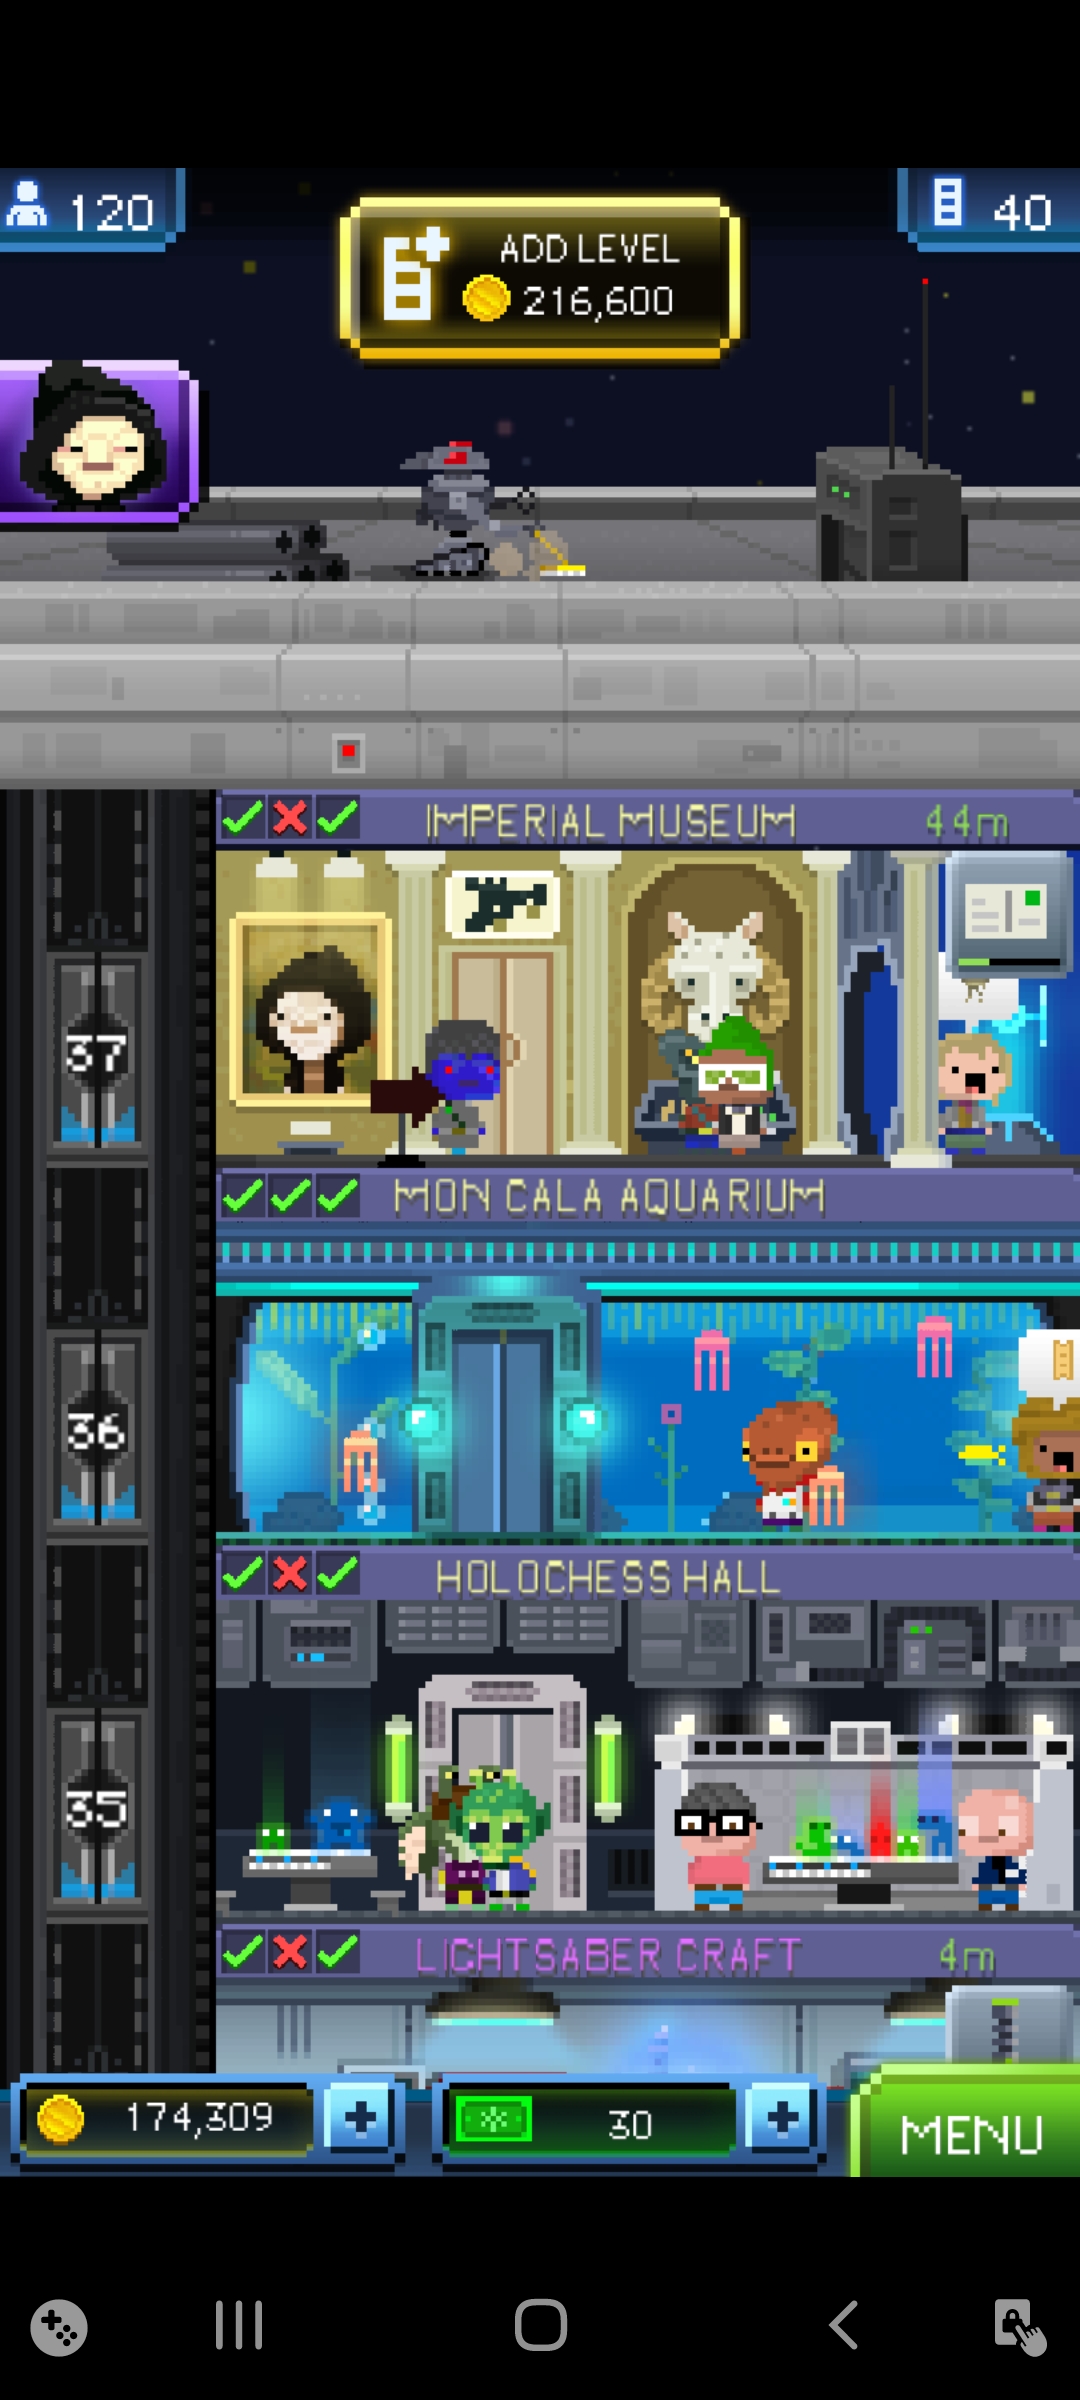 120
ADD LEVEL
216,600
40
IMPERIAL MUSEUM 44m
37
MON CALA AQUARIUM
36
HOLOCHESS HALL
35
LIGHTSABER CRAFT 4m
174,309
30
MENU